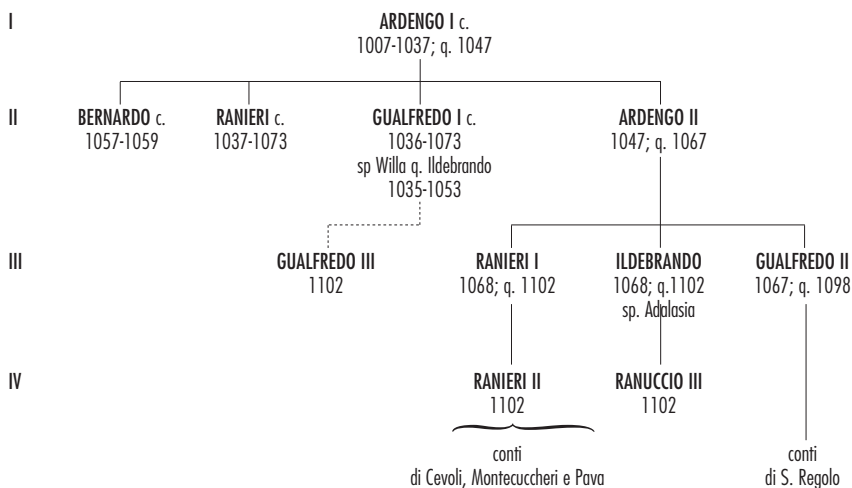 I
ARDENGO I c.
1007-1037; q. 1047
II
BERNARDO c.
1057-1059
RANIERI c.
1037-1073
GUALFREDO I c.
1036-1073
sp Willa q. Ildebrando
1035-1053
ARDENGO II
1047; q. 1067
III
GUALFREDO III
1102
RANIERI I
1068; q. 1102
ILDEBRANDO
1068; q.1102
sp. Adalasia
GUALFREDO II
1067; q. 1098
IV
RANIERI II
1102
RANUCCIO III
1102
conti
di Cevoli, Montecuccheri e Pava
conti
di S. Regolo